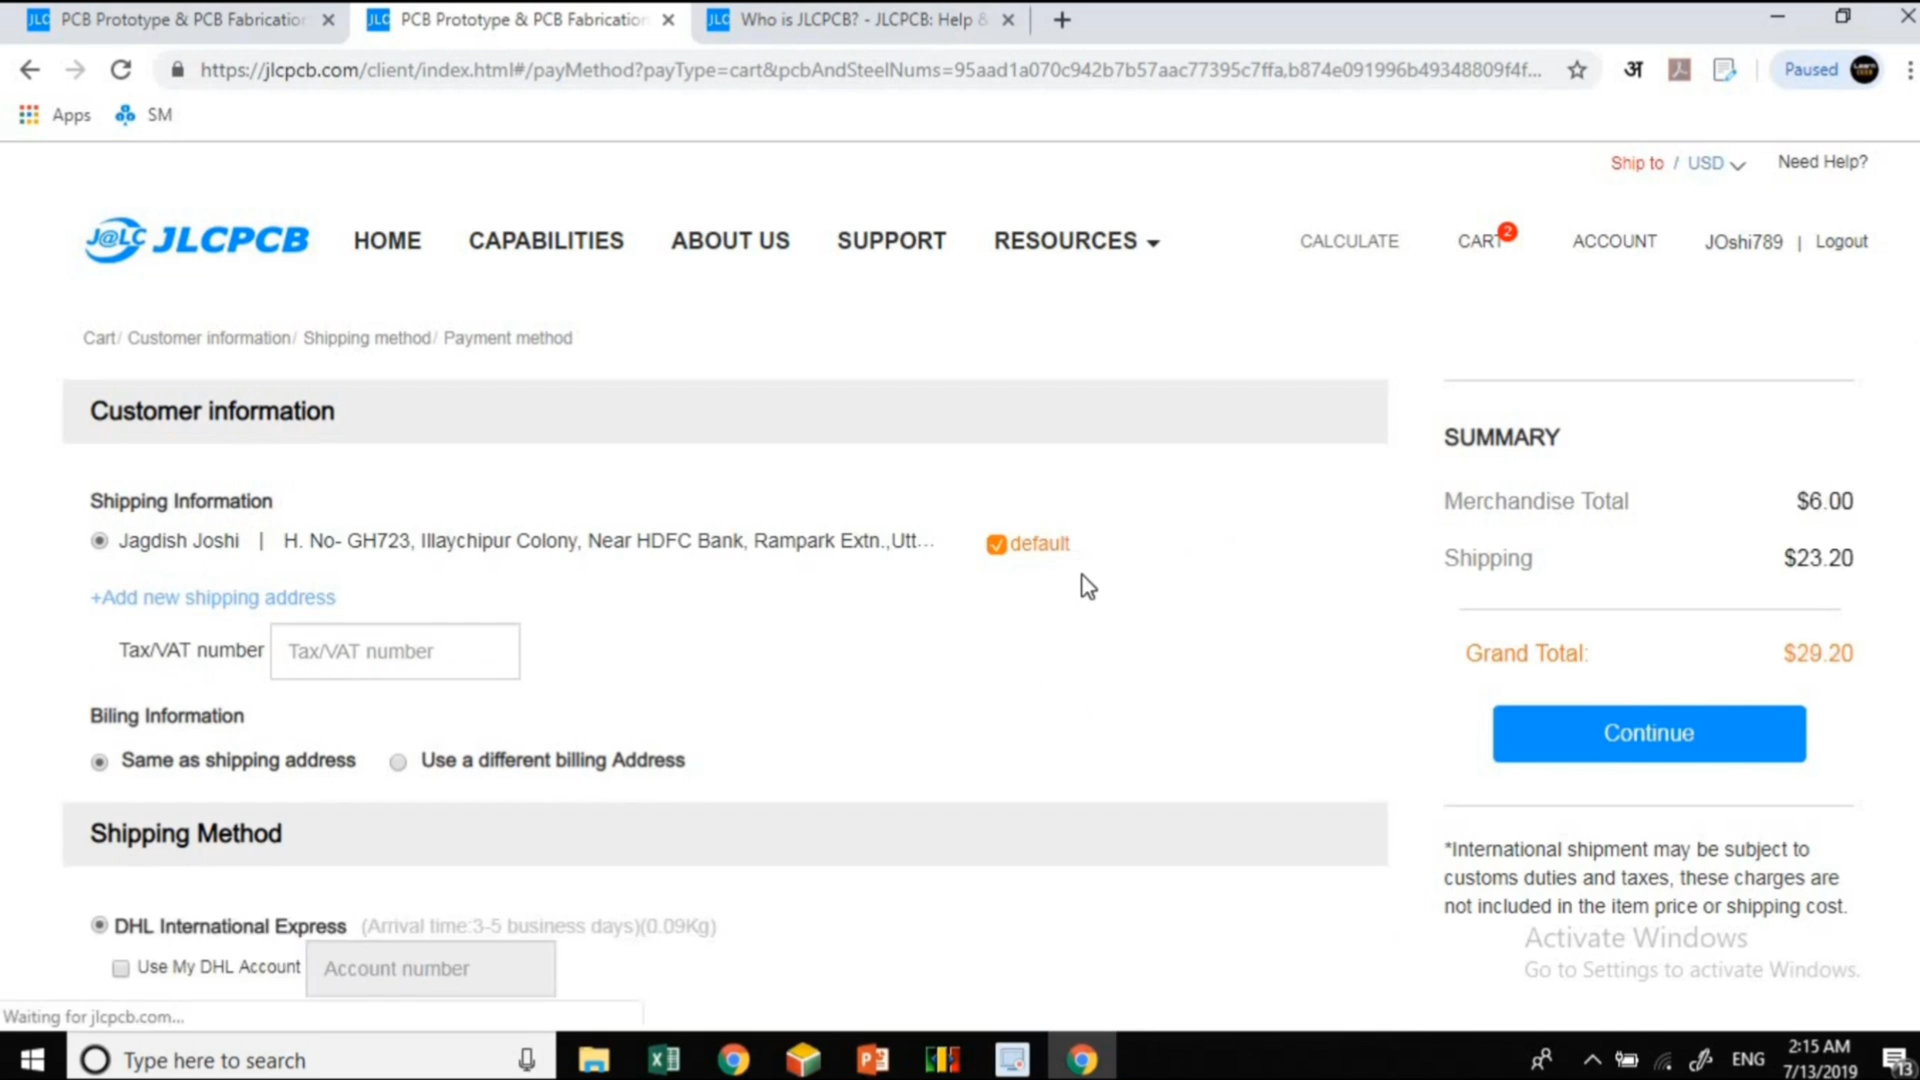 JLC PCB Prototype & PCB Fabrication
JLC PCB Prototype & PCB Fabrication
JLC Who is JLCPCB? - JLCPCB: Help &
https://jlcpcb.com/client/index.html#/payMethod?payType=cart&pcbAndSteelNums=95aad1a070c942b7b57aac77395c7ffa,b874e091996b49348809f4f...
अ
Paused
Apps
SM
Ship to / USD
Need Help?
J@LC JLCPCB
HOME
CAPABILITIES
ABOUT US
SUPPORT
RESOURCES
CALCULATE
CART 2
ACCOUNT
JOshi789 | Logout
Cart/ Customer information/ Shipping method/ Payment method
Customer information
Shipping Information
Jagdish Joshi | H. No- GH723, Illaychipur Colony, Near HDFC Bank, Rampark Extn.,Utt...
default
+Add new shipping address
Tax/VAT number
Tax/VAT number
Biling Information
Same as shipping address
Use a different billing Address
Shipping Method
DHL International Express (Arrival time:3-5 business days)(0.09Kg)
Use My DHL Account
Account number
SUMMARY
Merchandise Total $6.00
Shipping $23.20
Grand Total: $29.20
Continue
*International shipment may be subject to
customs duties and taxes, these charges are
not included in the item price or shipping cost.
Activate Windows
Go to Settings to activate Windows.
Waiting for jlcpcb.com...
Type here to search
ENG
2:15 AM
7/13/2019
13